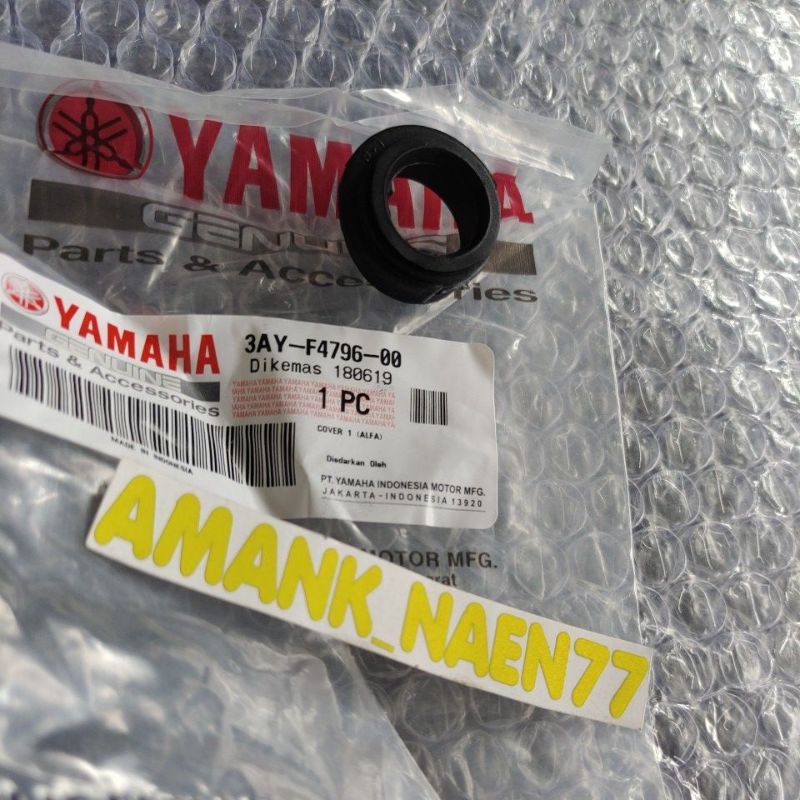 YAMAHA
GENUINE
Parts & Accessories
YAMAHA
GENUINE
Parts & Accessories
3AY-F4796-00
Dikemas 180619
1 PC
COVER 1 (ALFA)
MADE IN INDONESIA
Diedarkan Oleh
PT. YAMAHA INDONESIA MOTOR MFG.
JAKARTA-INDONESIA 13920
MOTOR MFG.
AMANK_NAEN77